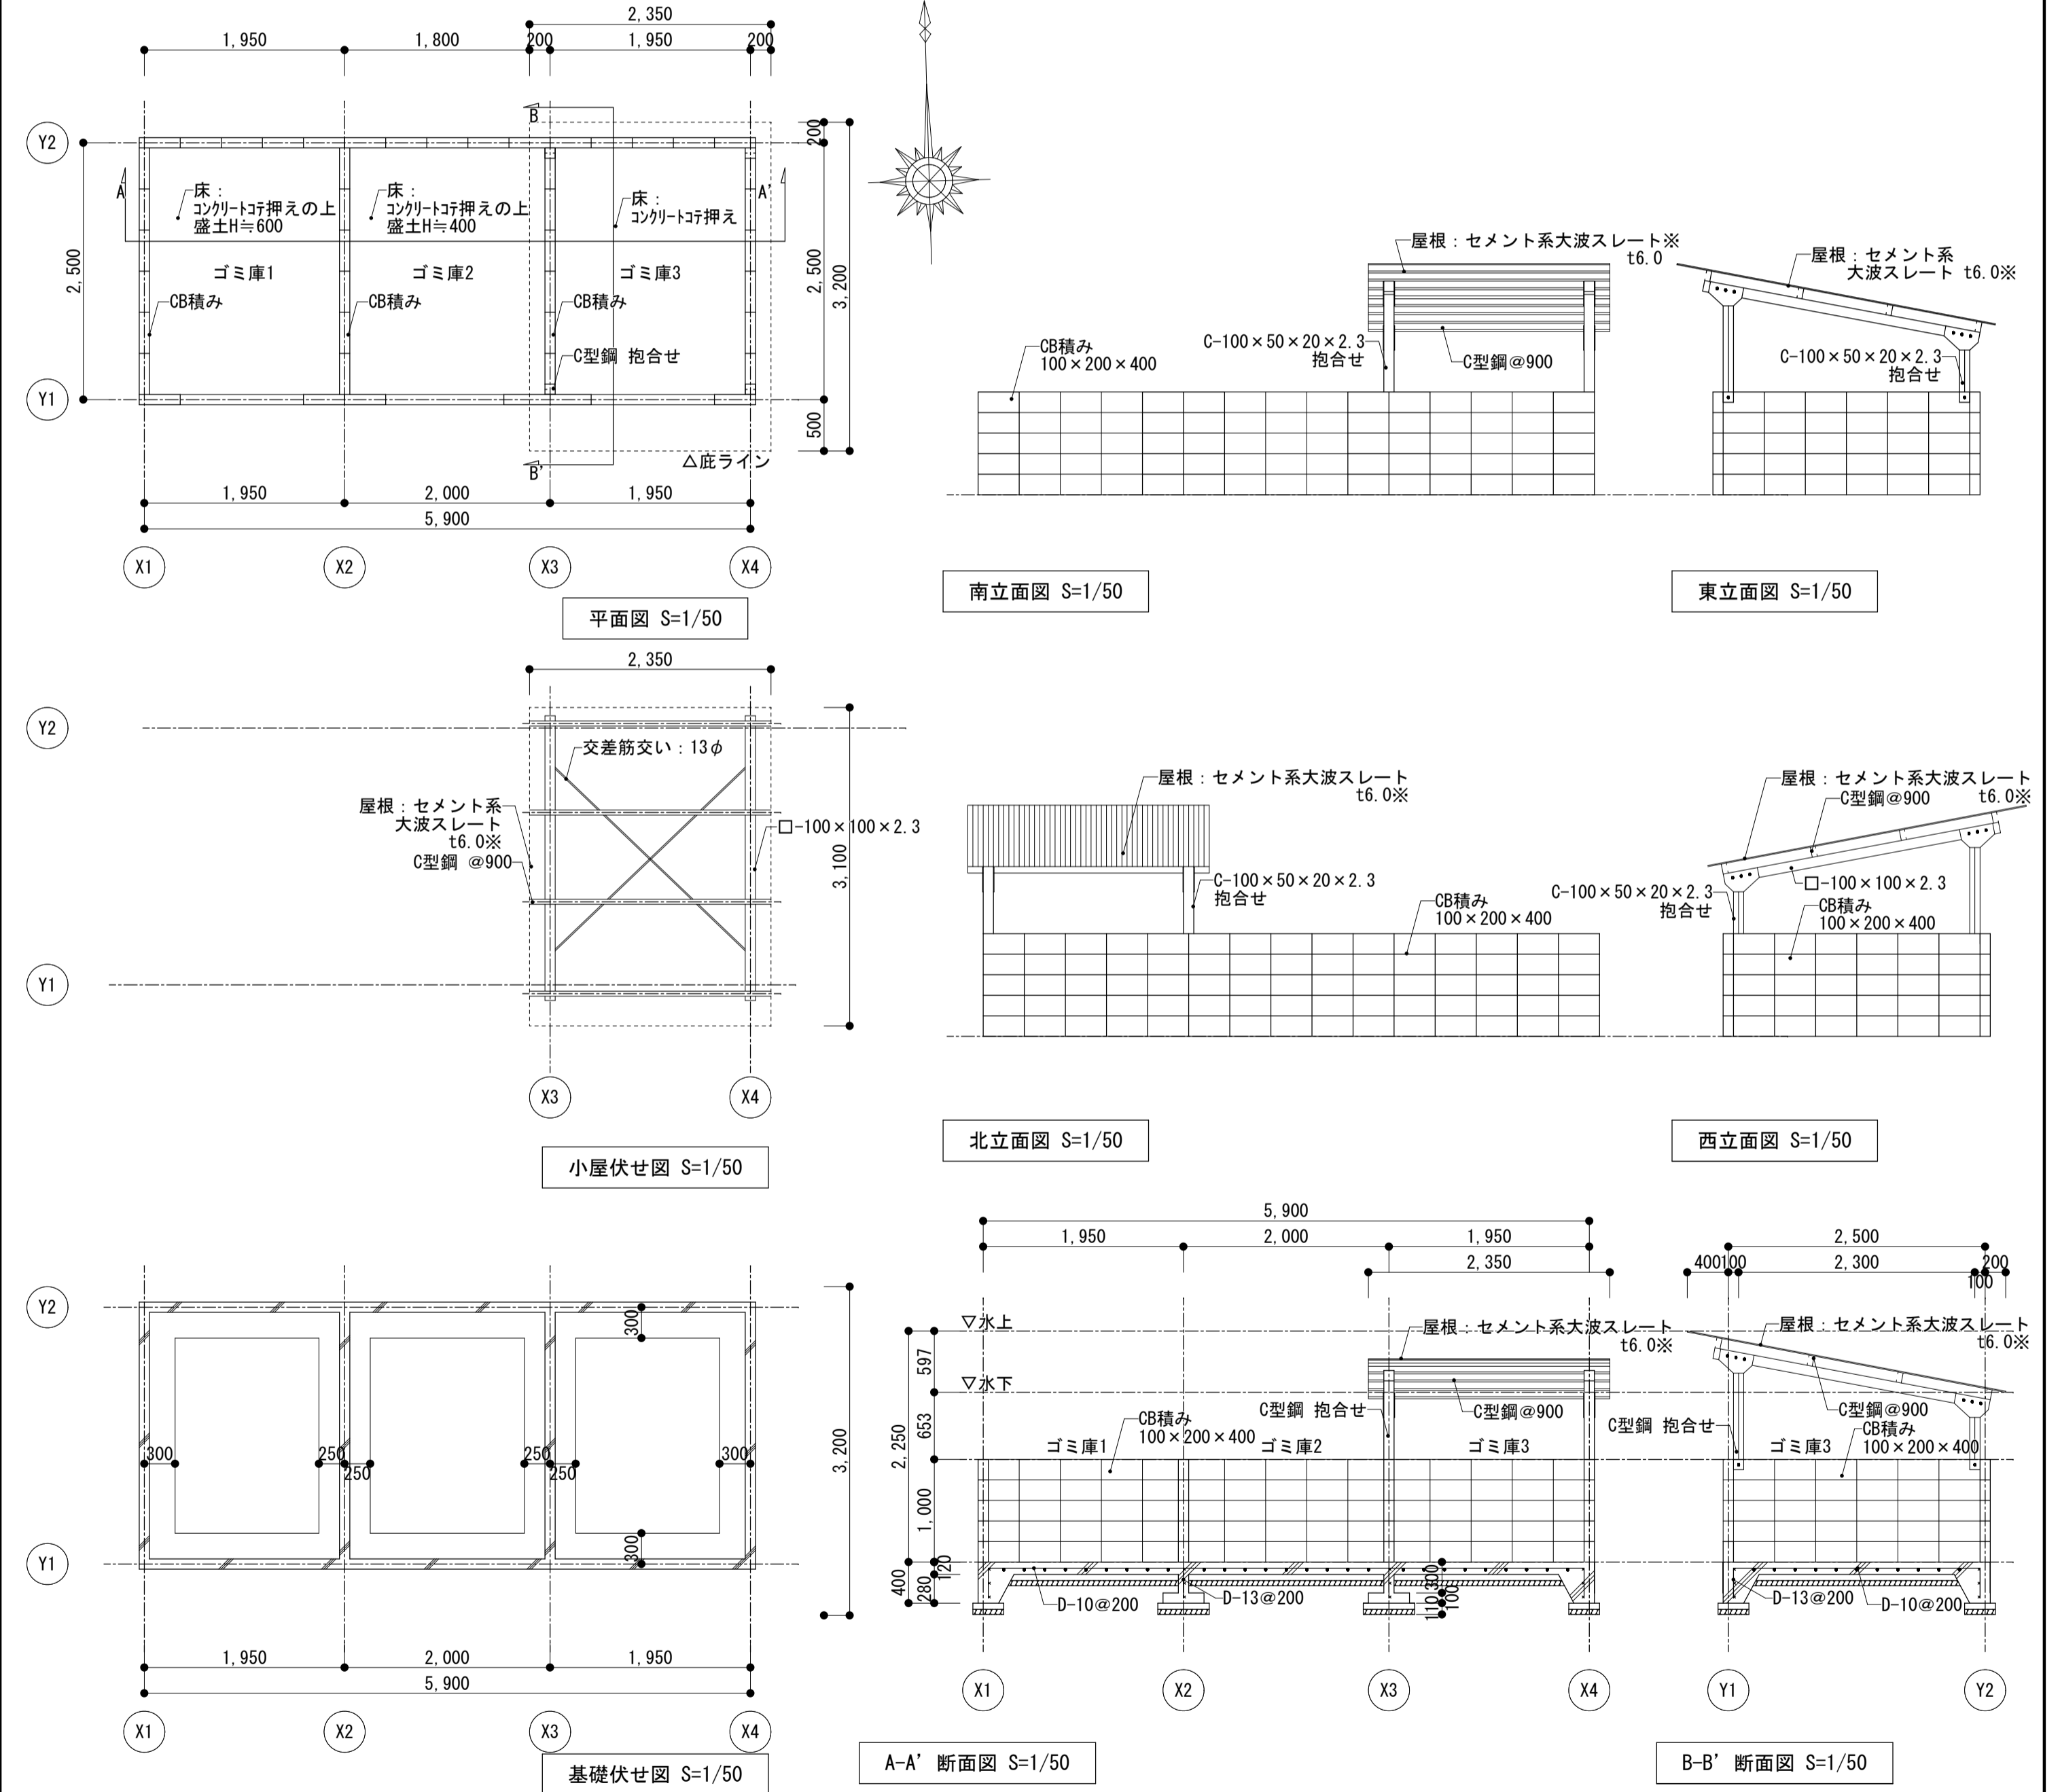 2,350
1,950
1,800
200
1,950
200
B
Y2
200
A
A'
床：
ｺﾝｸﾘｰﾄｺﾃ押えの上
盛土H≒600
床：
ｺﾝｸﾘｰﾄｺﾃ押えの上
盛土H≒400
床：
ｺﾝｸﾘｰﾄｺﾃ押え
2,500
ゴミ庫1
ゴミ庫2
ゴミ庫3
2,500
3,200
CB積み
CB積み
CB積み
C型鋼 抱合せ
Y1
500
B'
△庇ライン
1,950
2,000
1,950
5,900
X1
X2
X3
X4
平面図 S=1/50
屋根：セメント系大波スレート※
t6.0
CB積み
100×200×400
C-100×50×20×2.3
抱合せ
C型鋼@900
南立面図 S=1/50
屋根：セメント系
大波スレート t6.0※
C-100×50×20×2.3
抱合せ
東立面図 S=1/50
2,350
Y2
交差筋交い：13φ
屋根：セメント系
大波スレート
t6.0※
C型鋼 @900
□-100×100×2.3
3,100
Y1
X3
X4
小屋伏せ図 S=1/50
屋根：セメント系大波スレート
t6.0※
C-100×50×20×2.3
抱合せ
CB積み
100×200×400
北立面図 S=1/50
屋根：セメント系大波スレート
C型鋼@900
t6.0※
C-100×50×20×2.3
抱合せ
□-100×100×2.3
CB積み
100×200×400
西立面図 S=1/50
Y2
300
300
250
250
250
250
300
3,200
300
Y1
1,950
2,000
1,950
5,900
X1
X2
X3
X4
基礎伏せ図 S=1/50
5,900
1,950
2,000
1,950
2,350
▽水上
屋根：セメント系大波スレート
t6.0※
597
▽水下
C型鋼 抱合せ
C型鋼@900
CB積み
100×200×400
653
2,250
ゴミ庫1
ゴミ庫2
ゴミ庫3
1,000
120
400
280
D-10@200
D-13@200
300
110
100
X1
X2
X3
X4
A-A' 断面図 S=1/50
2,500
400
100
2,300
200
100
屋根：セメント系大波スレート
t6.0※
C型鋼@900
C型鋼 抱合せ
ゴミ庫3
CB積み
100×200×400
D-13@200
D-10@200
Y1
Y2
B-B' 断面図 S=1/50